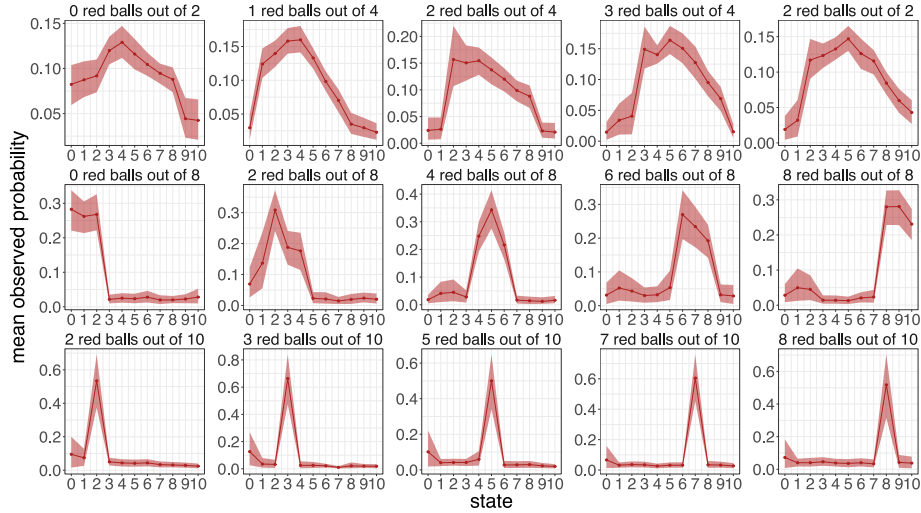 0 red balls out of 2 1 red balls out of 4 2 red balls out of 4 3 red balls out of 4 2 red balls out of 2
0.15 0.10 0.05
0.15 0.10 0.05
0.20 0.15 0.10 0.05 0.00
0.15 0.10 0.05 0.00
0.15 0.10 0.05 0.00
0 1 2 3 4 5 6 7 8 9 10 0 1 2 3 4 5 6 7 8 9 10 0 1 2 3 4 5 6 7 8 9 10 0 1 2 3 4 5 6 7 8 9 10 0 1 2 3 4 5 6 7 8 9 10
mean observed probability
0 red balls out of 8 2 red balls out of 8 4 red balls out of 8 6 red balls out of 8 8 red balls out of 8
0.3 0.2 0.1 0.0
0.3 0.2 0.1 0.0
0.4 0.3 0.2 0.1 0.0
0.3 0.2 0.1 0.0
0.3 0.2 0.1 0.0
0 1 2 3 4 5 6 7 8 9 10 0 1 2 3 4 5 6 7 8 9 10 0 1 2 3 4 5 6 7 8 9 10 0 1 2 3 4 5 6 7 8 9 10 0 1 2 3 4 5 6 7 8 9 10
2 red balls out of 10 3 red balls out of 10 5 red balls out of 10 7 red balls out of 10 8 red balls out of 10
0.6 0.4 0.2 0.0
0.8 0.6 0.4 0.2 0.0
0.6 0.4 0.2 0.0
0.6 0.4 0.2 0.0
0.6 0.4 0.2 0.0
0 1 2 3 4 5 6 7 8 9 10 0 1 2 3 4 5 6 7 8 9 10 0 1 2 3 4 5 6 7 8 9 10 0 1 2 3 4 5 6 7 8 9 10 0 1 2 3 4 5 6 7 8 9 10
state